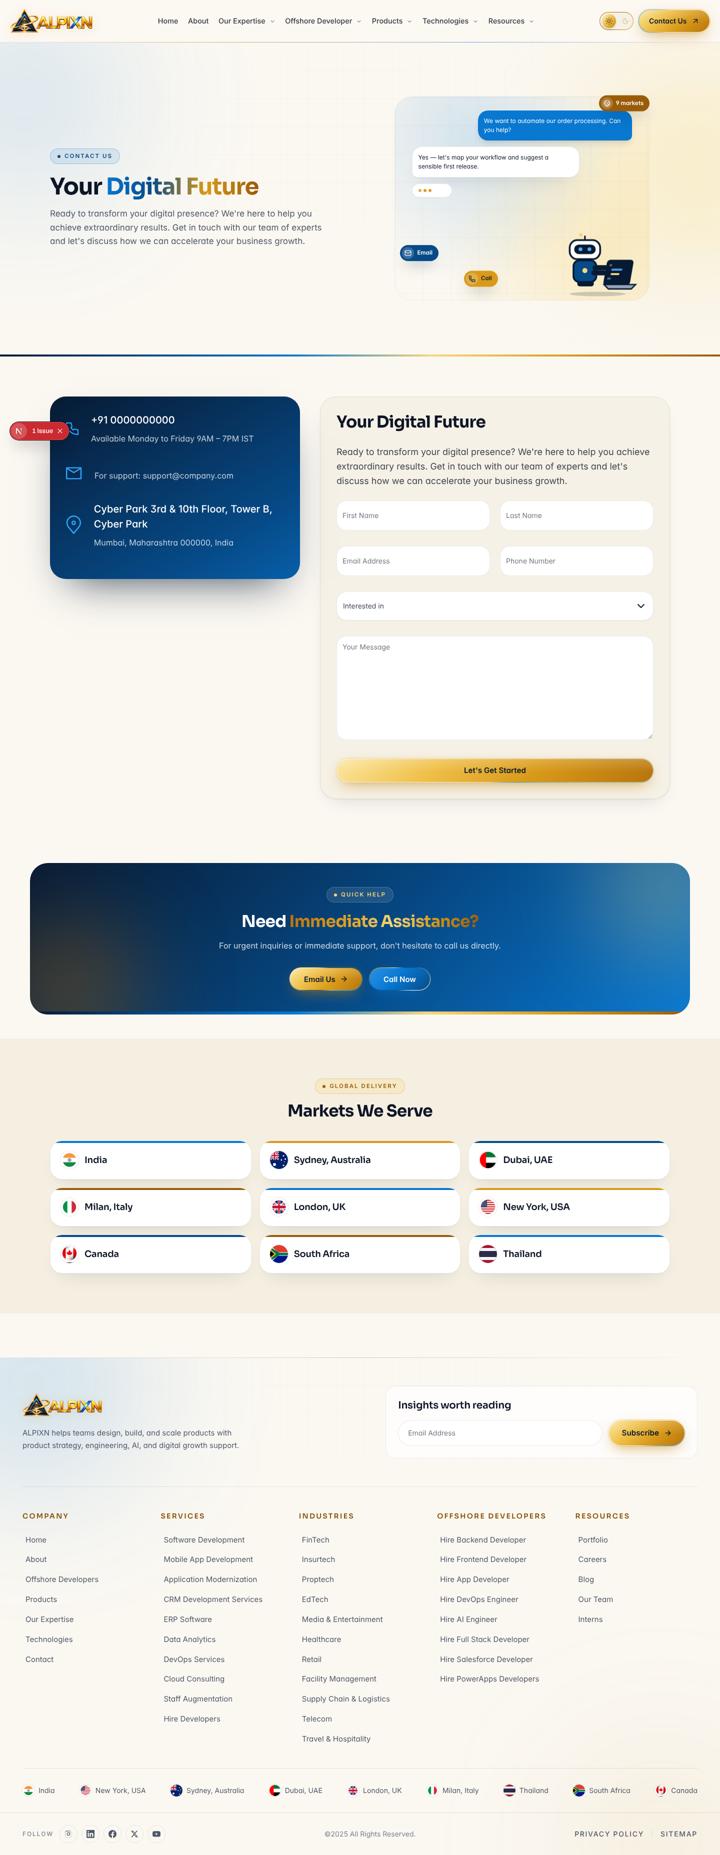 ALPIXN
Home About Our Expertise Offshore Developer Products Technologies Resources Contact Us
9 markets
We want to automate our order processing. Can
you help?
Yes — let's map your workflow and suggest a
sensible first release.
CONTACT US
Your Digital Future
Ready to transform your digital presence? We're here to help you
achieve extraordinary results. Get in touch with our team of experts
and let's discuss how we can accelerate your business growth.
Email
Call
+91 0000000000
Available Monday to Friday 9AM – 7PM IST
N 1 Issue
For support: support@company.com
Cyber Park 3rd & 10th Floor, Tower B,
Cyber Park
Mumbai, Maharashtra 000000, India
Your Digital Future
Ready to transform your digital presence? We're here to help you achieve
extraordinary results. Get in touch with our team of experts and let's
discuss how we can accelerate your business growth.
First Name Last Name
Email Address Phone Number
Interested in
Your Message
Let's Get Started
QUICK HELP
Need Immediate Assistance?
For urgent inquiries or immediate support, don't hesitate to call us directly.
Email Us Call Now
GLOBAL DELIVERY
Markets We Serve
India Sydney, Australia Dubai, UAE
Milan, Italy London, UK New York, USA
Canada South Africa Thailand
ALPIXN
ALPIXN helps teams design, build, and scale products with
product strategy, engineering, AI, and digital growth support.
Insights worth reading
Email Address Subscribe
COMPANY
Home
About
Offshore Developers
Products
Our Expertise
Technologies
Contact
SERVICES
Software Development
Mobile App Development
Application Modernization
CRM Development Services
ERP Software
Data Analytics
DevOps Services
Cloud Consulting
Staff Augmentation
Hire Developers
INDUSTRIES
FinTech
Insurtech
Proptech
EdTech
Media & Entertainment
Healthcare
Retail
Facility Management
Supply Chain & Logistics
Telecom
Travel & Hospitality
OFFSHORE DEVELOPERS
Hire Backend Developer
Hire Frontend Developer
Hire App Developer
Hire DevOps Engineer
Hire AI Engineer
Hire Full Stack Developer
Hire Salesforce Developer
Hire PowerApps Developers
RESOURCES
Portfolio
Careers
Blog
Our Team
Interns
India New York, USA Sydney, Australia Dubai, UAE London, UK Milan, Italy Thailand South Africa Canada
FOLLOW ©2025 All Rights Reserved. PRIVACY POLICY SITEMAP